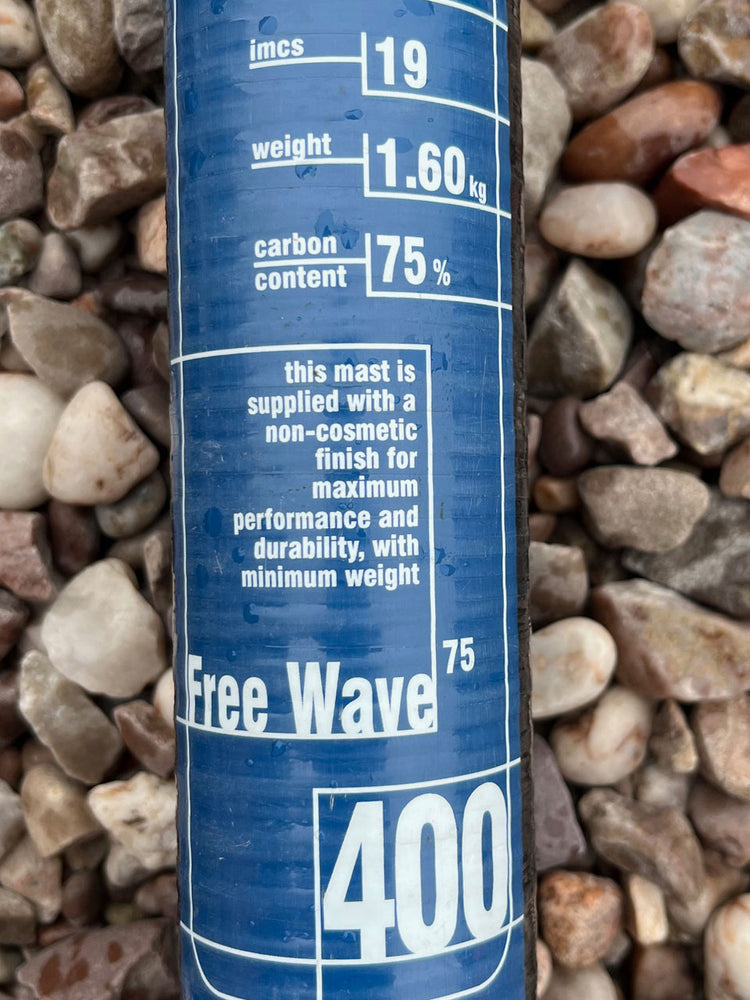 imcs 19
weight 1.60 kg
carbon content 75 %
this mast is
supplied with a
non-cosmetic
finish for
maximum
performance and
durability, with
minimum weight
Free Wave 75
400